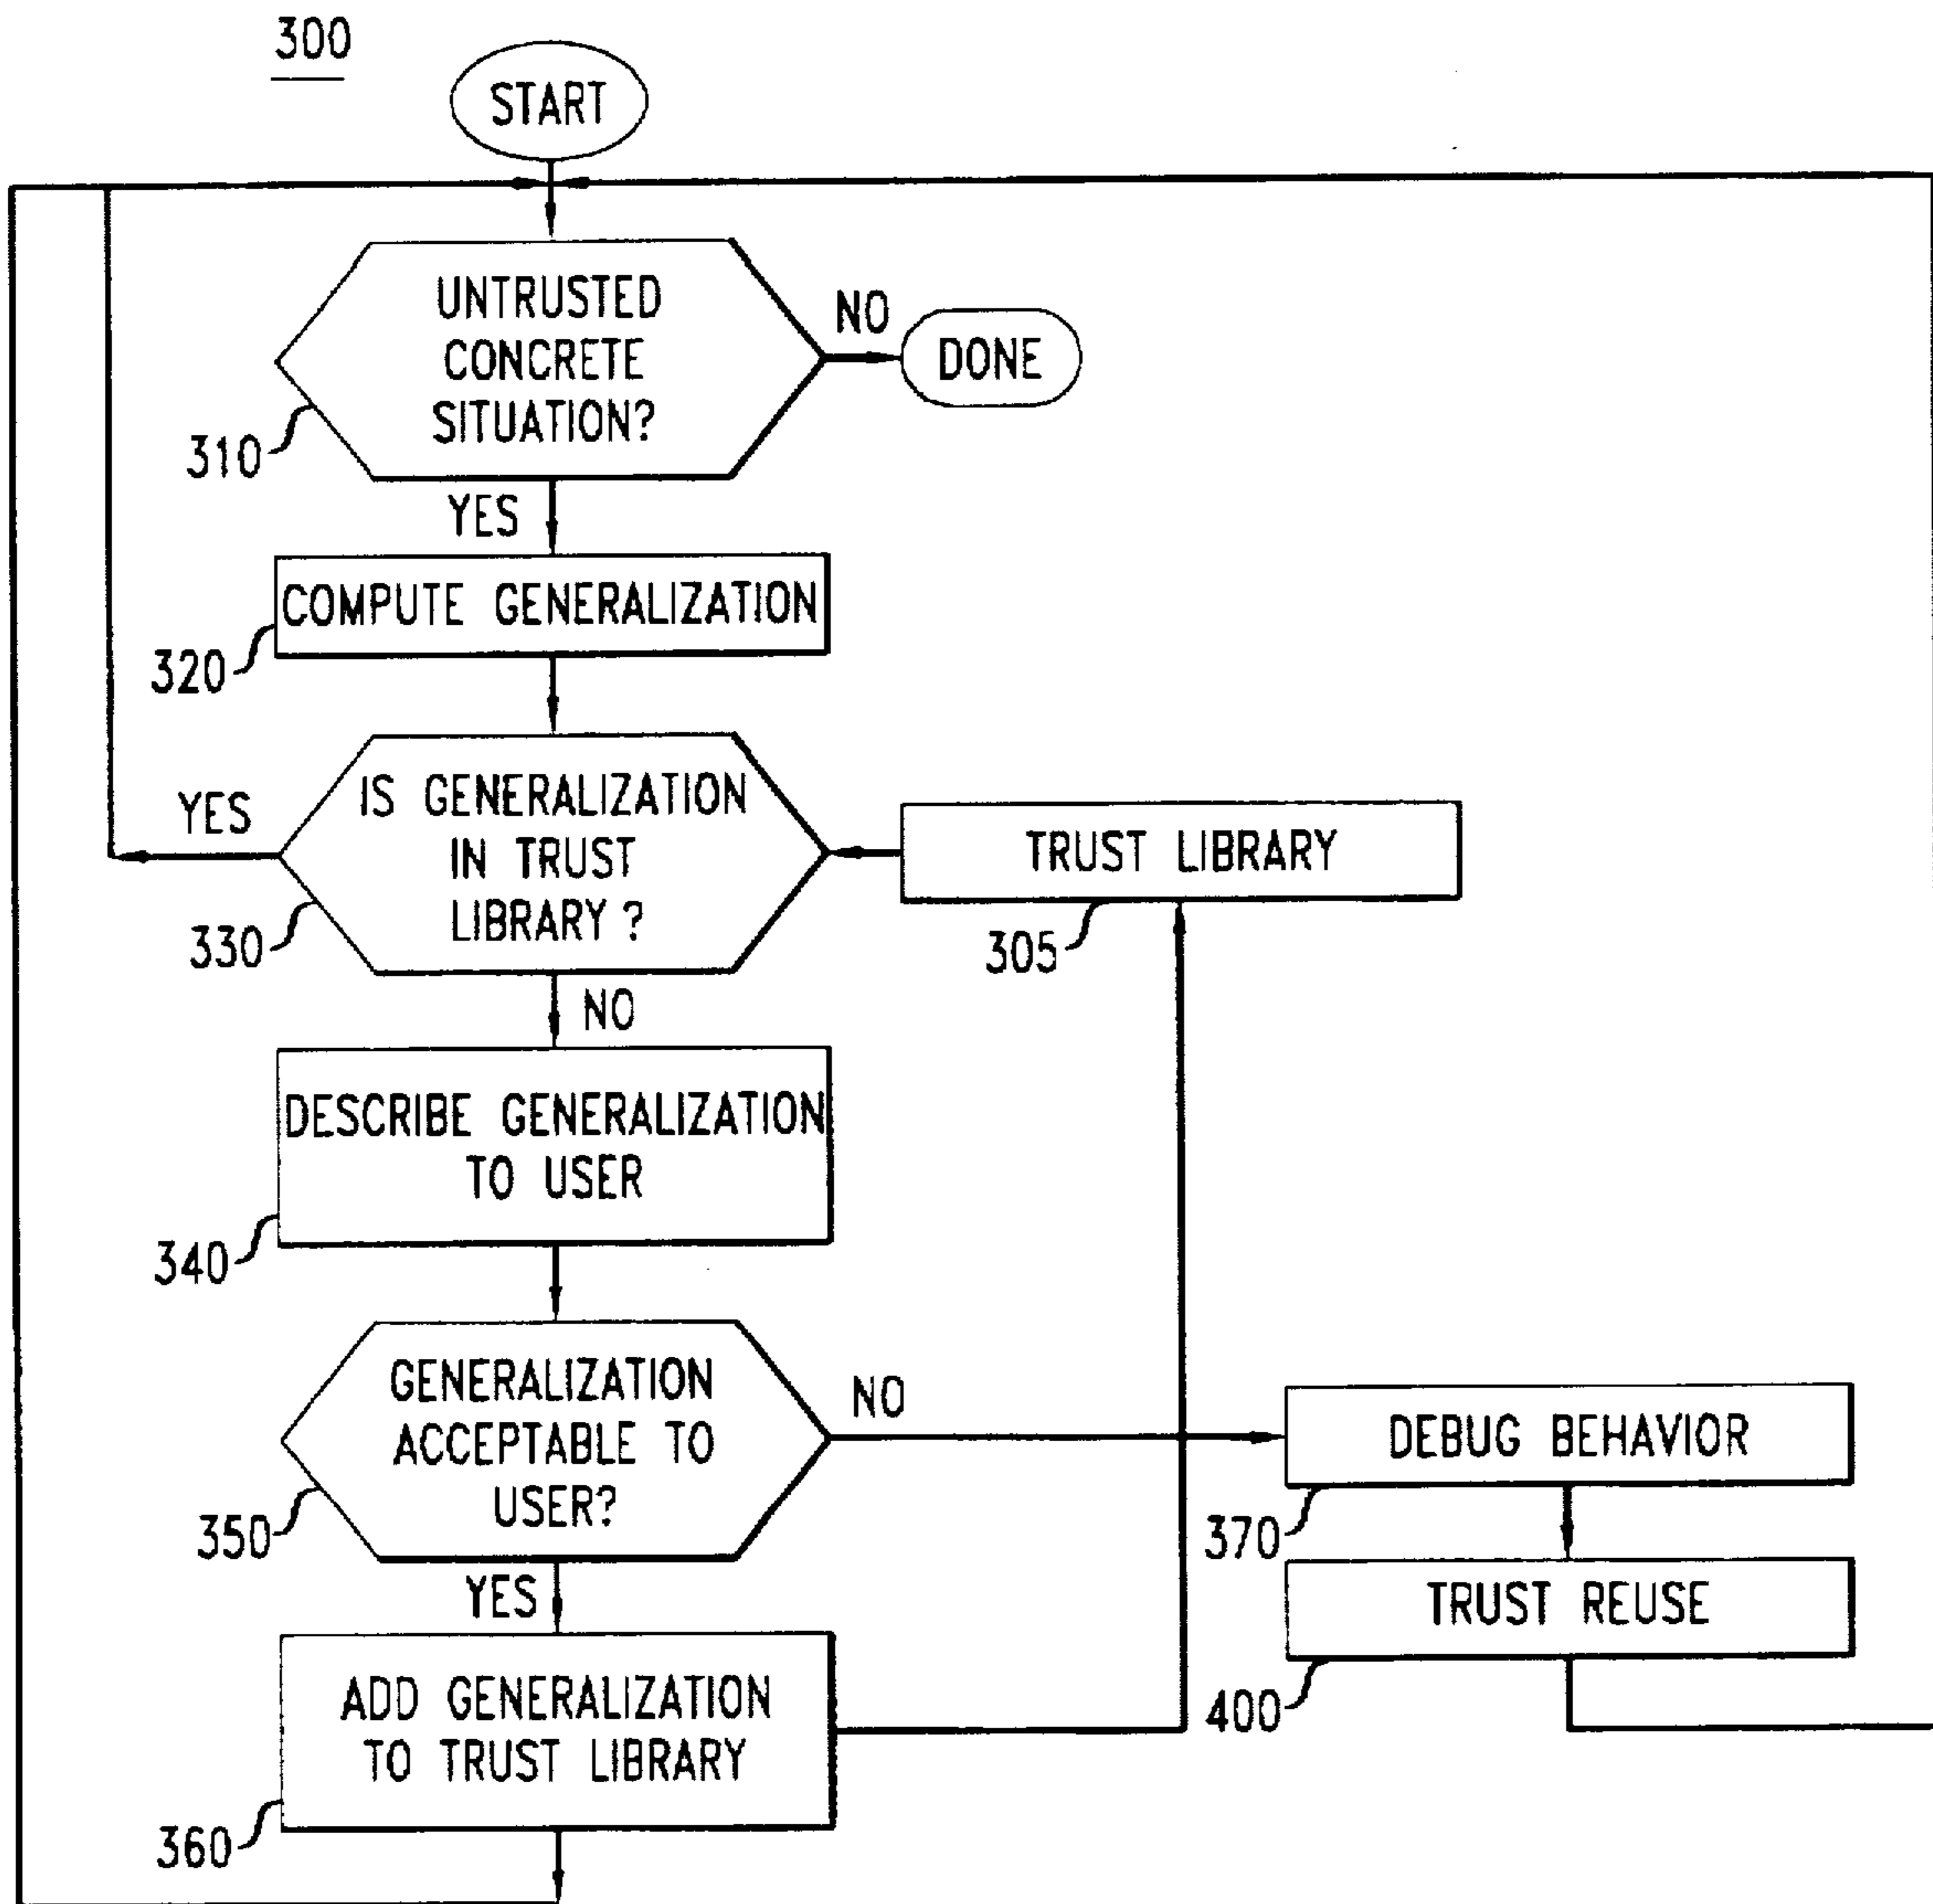 300
START
UNTRUSTED
CONCRETE
SITUATION?
310
NO
DONE
YES
COMPUTE GENERALIZATION
320
IS GENERALIZATION
IN TRUST
LIBRARY ?
330
YES
TRUST LIBRARY
305
NO
DESCRIBE GENERALIZATION
TO USER
340
GENERALIZATION
ACCEPTABLE TO
USER?
350
NO
DEBUG BEHAVIOR
370
YES
TRUST REUSE
400
ADD GENERALIZATION
TO TRUST LIBRARY
360